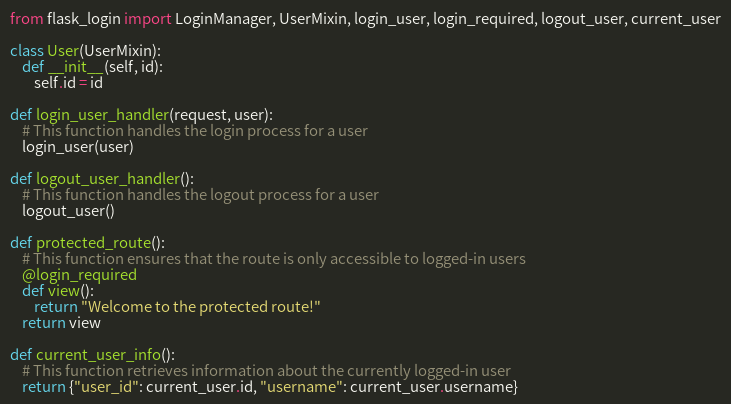 from flask_login import LoginManager, UserMixin, login_user, login_required, logout_user, current_user

class User(UserMixin):
    def __init__(self, id):
        self.id = id

def login_user_handler(request, user):
    # This function handles the login process for a user
    login_user(user)

def logout_user_handler():
    # This function handles the logout process for a user
    logout_user()

def protected_route():
    # This function ensures that the route is only accessible to logged-in users
    @login_required
    def view():
        return "Welcome to the protected route!"
    return view

def current_user_info():
    # This function retrieves information about the currently logged-in user
    return {"user_id": current_user.id, "username": current_user.username}